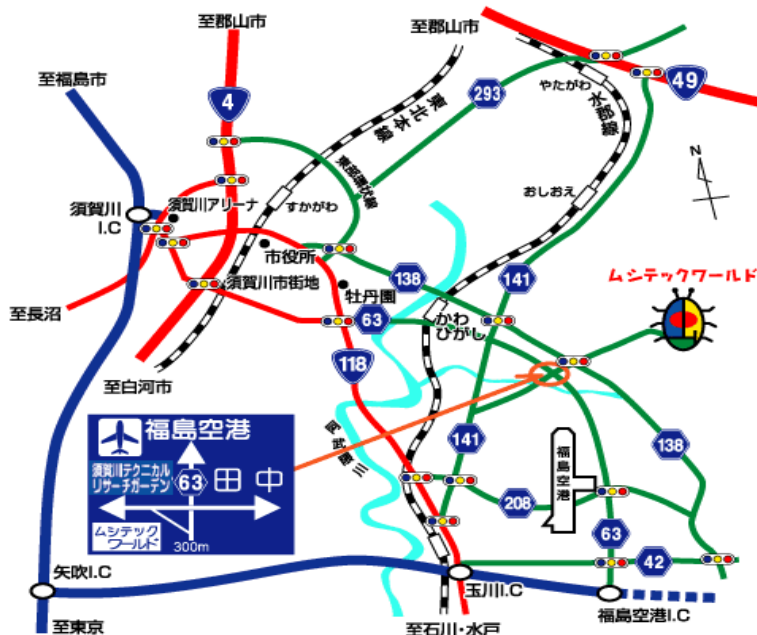 至郡山市
至郡山市
至福島市
4
293
49
やたがわ
東北本線
水郡線
東部環状線
N
須賀川
I.C
須賀川アリーナ
すかがわ
おしおえ
市役所
138
141
ムシテックワールド
須賀川市街地
牡丹園
至長沼
63
かわ
ひがし
118
至白河市
福島空港
須賀川テクニカル
リサーチガーデン
63
田中
ムシテック
ワールド
300m
阿武隈川
141
138
福島空港
208
63
42
矢吹I.C
玉川I.C
福島空港I.C
至東京
至石川・水戸